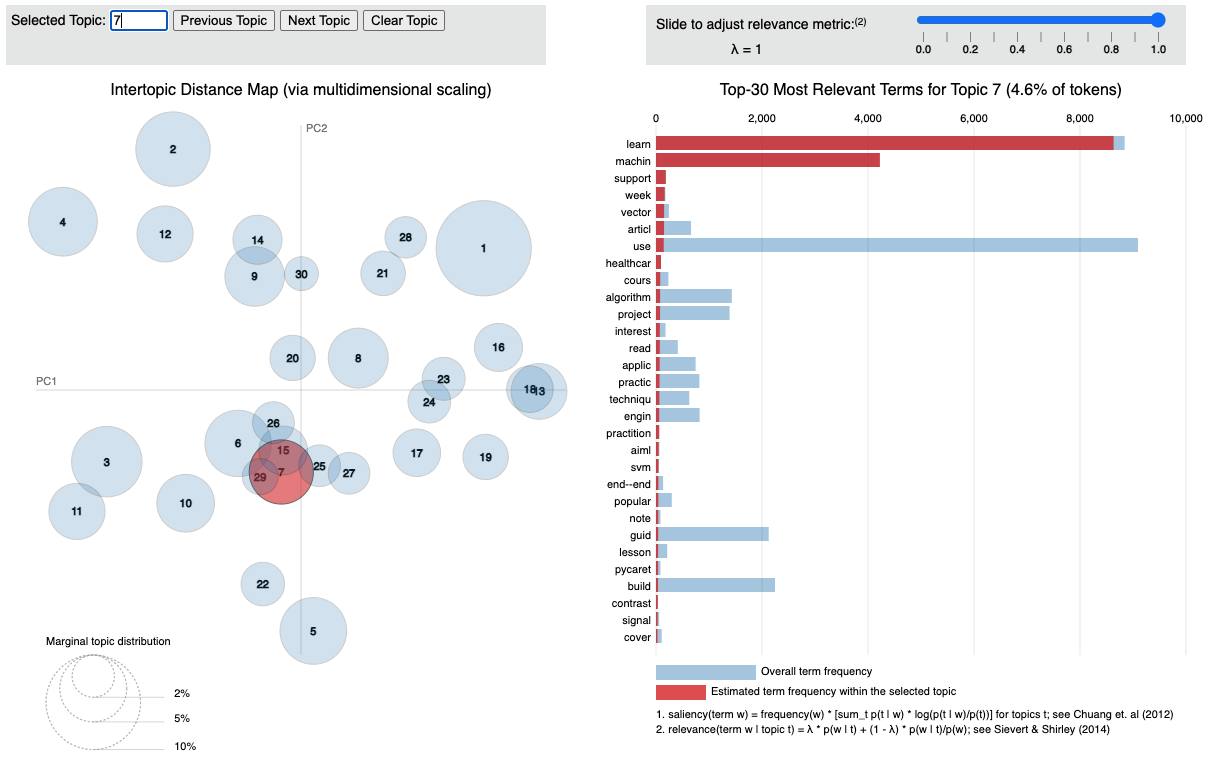 Selected Topic: 7 Previous Topic Next Topic Clear Topic
Slide to adjust relevance metric:(2)
λ = 1
0.0 0.2 0.4 0.6 0.8 1.0
Intertopic Distance Map (via multidimensional scaling)
PC2
PC1
2
4
12
14
9
30
28
21
1
20
8
16
23
24
18
13
26
6
15
7
29
25
27
17
19
3
11
10
22
5
Marginal topic distribution
2%
5%
10%
Top-30 Most Relevant Terms for Topic 7 (4.6% of tokens)
0 2,000 4,000 6,000 8,000 10,000
learn
machin
support
week
vector
articl
use
healthcar
cours
algorithm
project
interest
read
applic
practic
techniqu
engin
practition
aiml
svm
end--end
popular
note
guid
lesson
pycaret
build
contrast
signal
cover
Overall term frequency
Estimated term frequency within the selected topic
1. saliency(term w) = frequency(w) * [sum_t p(t | w) * log(p(t | w)/p(t))] for topics t; see Chuang et. al (2012)
2. relevance(term w | topic t) = λ * p(w | t) + (1 - λ) * p(w | t)/p(w); see Sievert & Shirley (2014)